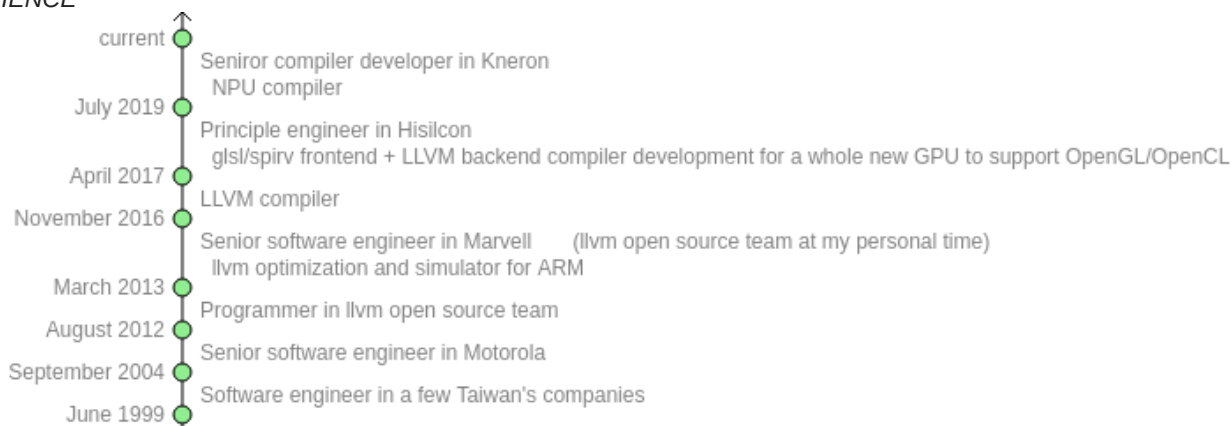 IENCE
current
Seniror compiler developer in Kneron
NPU compiler
July 2019
Principle engineer in Hisilcon
glsl/spirv frontend + LLVM backend compiler development for a whole new GPU to support OpenGL/OpenCL
April 2017
LLVM compiler
November 2016
Senior software engineer in Marvell (llvm open source team at my personal time)
llvm optimization and simulator for ARM
March 2013
Programmer in llvm open source team
August 2012
Senior software engineer in Motorola
September 2004
Software engineer in a few Taiwan's companies
June 1999